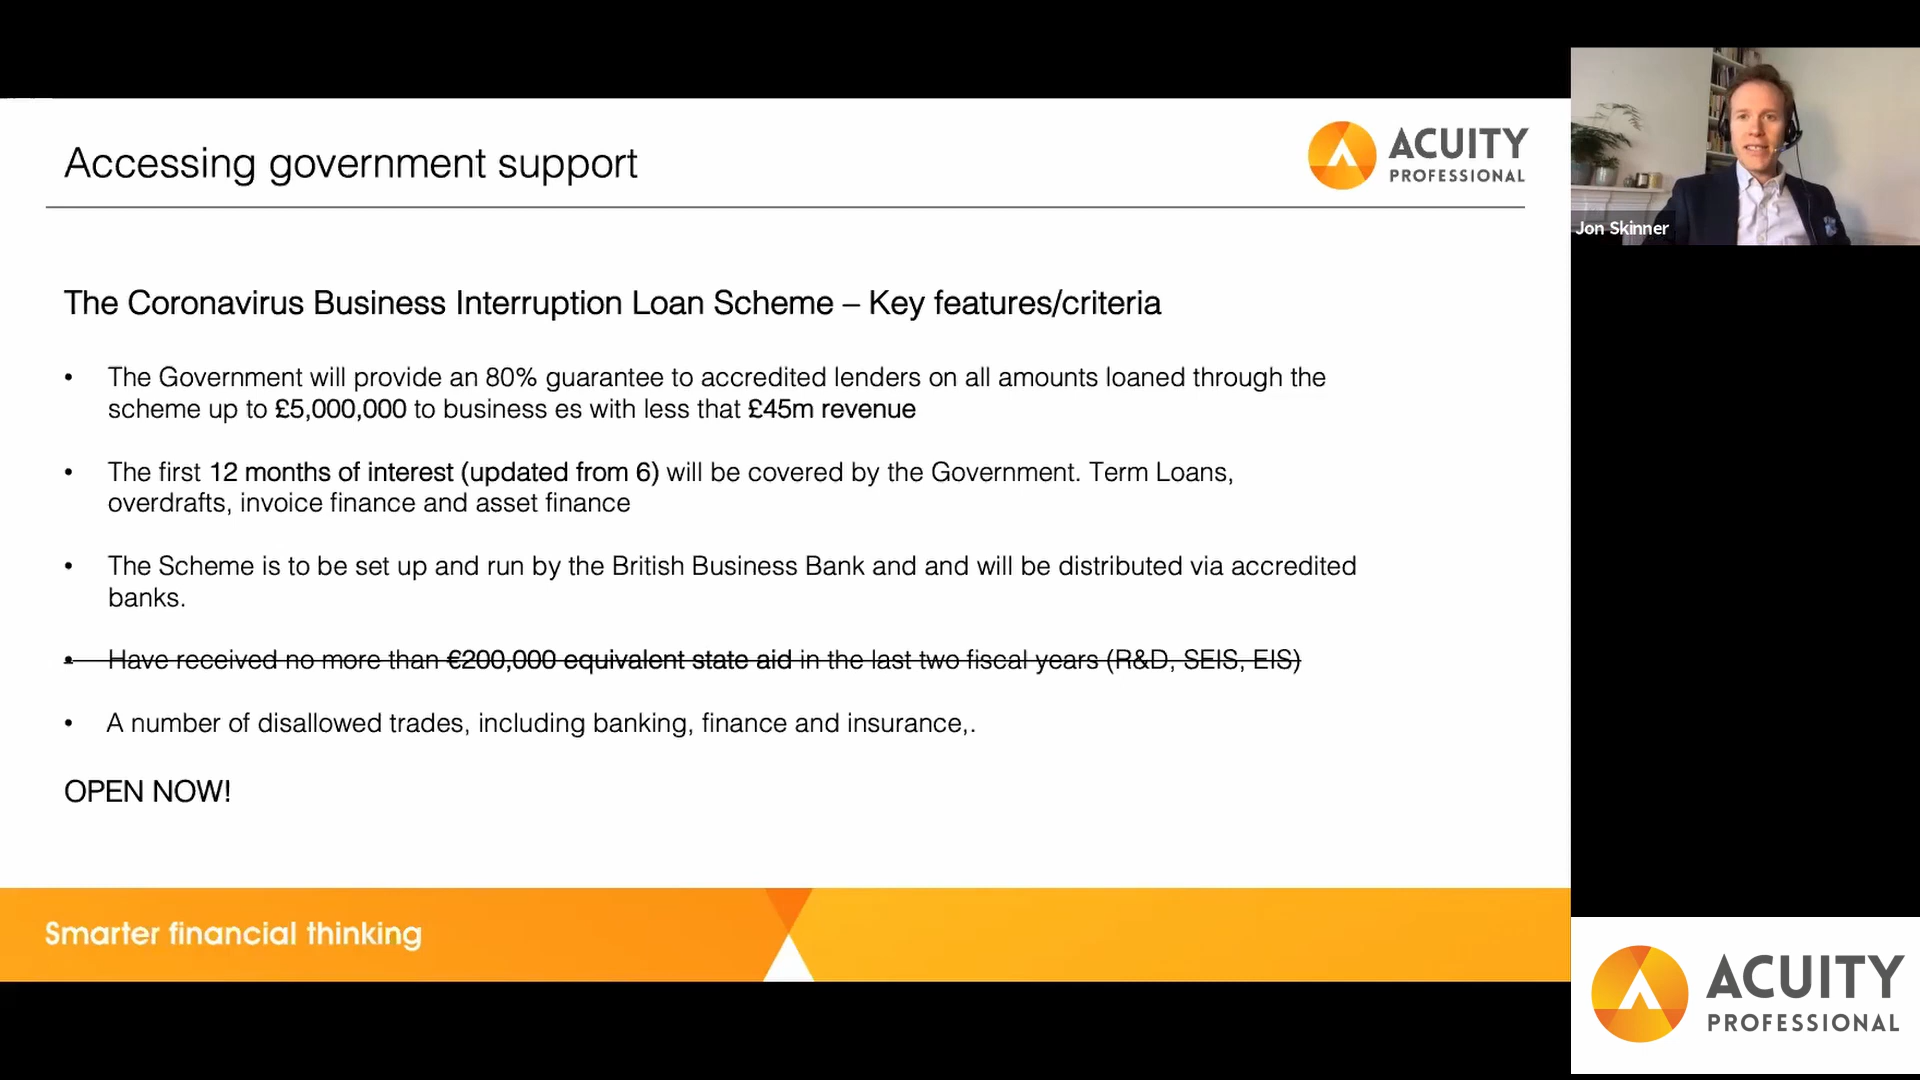 Accessing government support
ACUITY
PROFESSIONAL
Jon Skinner
The Coronavirus Business Interruption Loan Scheme – Key features/criteria
• The Government will provide an 80% guarantee to accredited lenders on all amounts loaned through the
scheme up to £5,000,000 to business es with less that £45m revenue
• The first 12 months of interest (updated from 6) will be covered by the Government. Term Loans,
overdrafts, invoice finance and asset finance
• The Scheme is to be set up and run by the British Business Bank and and will be distributed via accredited
banks.
• Have received no more than €200,000 equivalent state aid in the last two fiscal years (R&D, SEIS, EIS)
• A number of disallowed trades, including banking, finance and insurance,.
OPEN NOW!
Smarter financial thinking
ACUITY
PROFESSIONAL